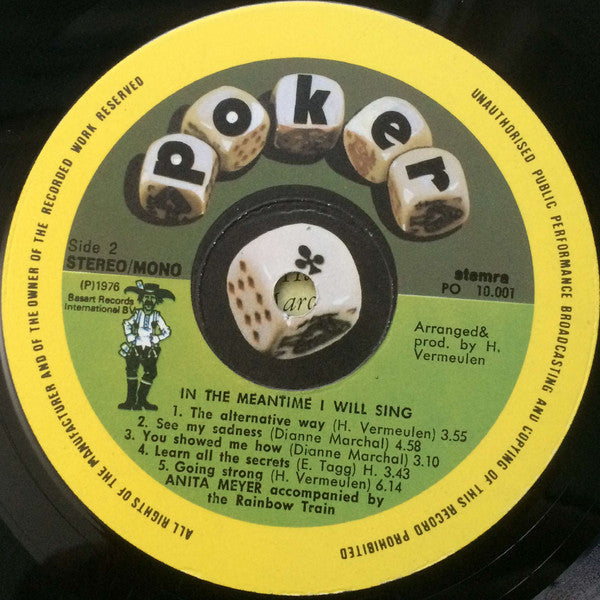 ALL RIGHTS OF THE MANUFACTURER AND OF THE OWNER OF THE RECORDED WORK RESERVED
UNAUTHORISED PUBLIC PERFORMANCE BROADCASTING AND COPYING OF THIS RECORD PROHIBITED
poker
Side 2
STEREO/MONO
(P)1976
Basart Records
International BV
stemra
PO 10.001
Arranged&
prod. by H.
Vermeulen
IN THE MEANTIME I WILL SING
1. The alternative way (H. Vermeulen) 3.55
2. See my sadness (Dianne Marchal) 4.58
3. You showed me how (Dianne Marchal) 3.10
4. Learn all the secrets (E. Tagg) H. 3.43
5. Going strong (H. Vermeulen) 6.14
ANITA MEYER accompanied by
the Rainbow Train